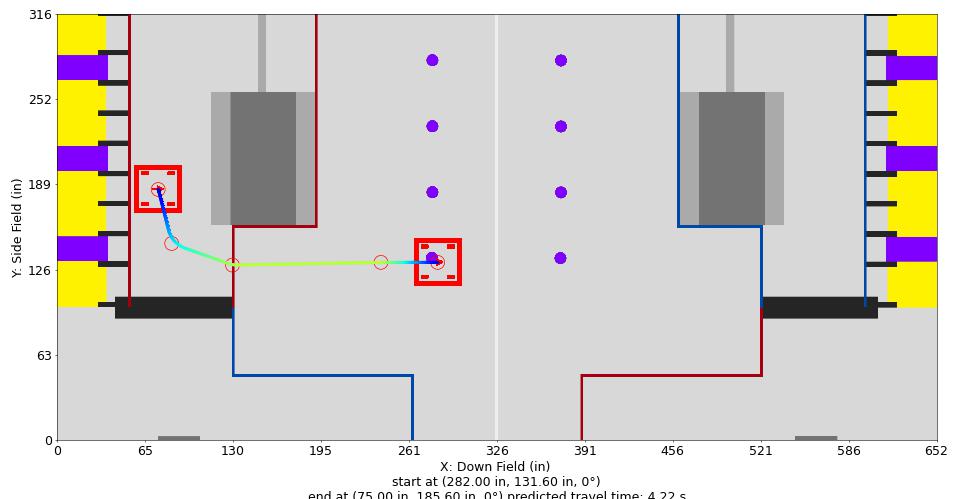 316
252
189
126
63
0
0 65 130 195 261 326 391 456 521 586 652
Y: Side Field (in)
X: Down Field (in)
start at (282.00 in, 131.60 in, 0°)
end at (75.00 in, 185.60 in, 0°) predicted travel time: 4.22 s